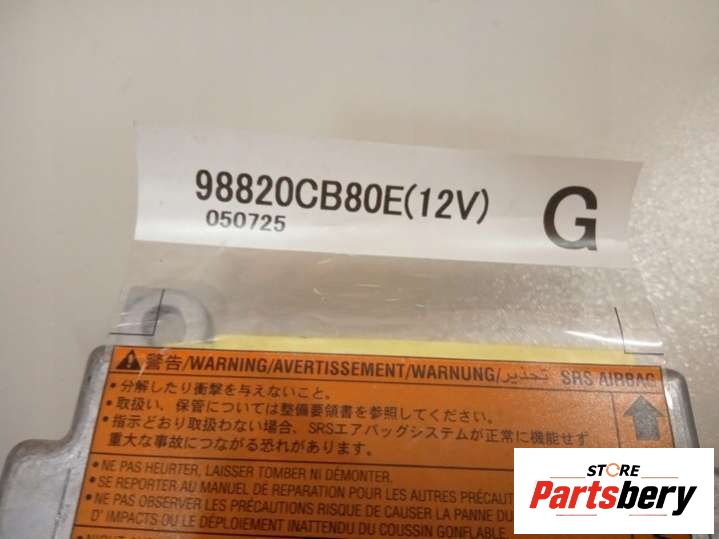 98820CB80E(12V) G
050725
警告/WARNING/AVERTISSEMENT/WARNUNG/تحذير SRS AIRBAG
・分解したり衝撃を与えないこと。
・取扱い、保管については整備要領書を参照してください。
・指示どおり取扱わない場合、SRSエアバッグシステムが正常に機能せず
重大な事故につながる恐れがあります。
・NE PAS HEURTER, LAISSER TOMBER NI DÉMONTER.
・SE REPORTER AU MANUEL DE REPARATION POUR LES AUTRES PRÉCAUT
・NE PAS OBSERVER LES PRÉCAUTIONS RISQUE DE CAUSER LA PANNE DU
D'IMPACTS OU LE DÉPLOIEMENT INATTENDU DU COUSSIN GONFLABLE
STORE
Partsbery